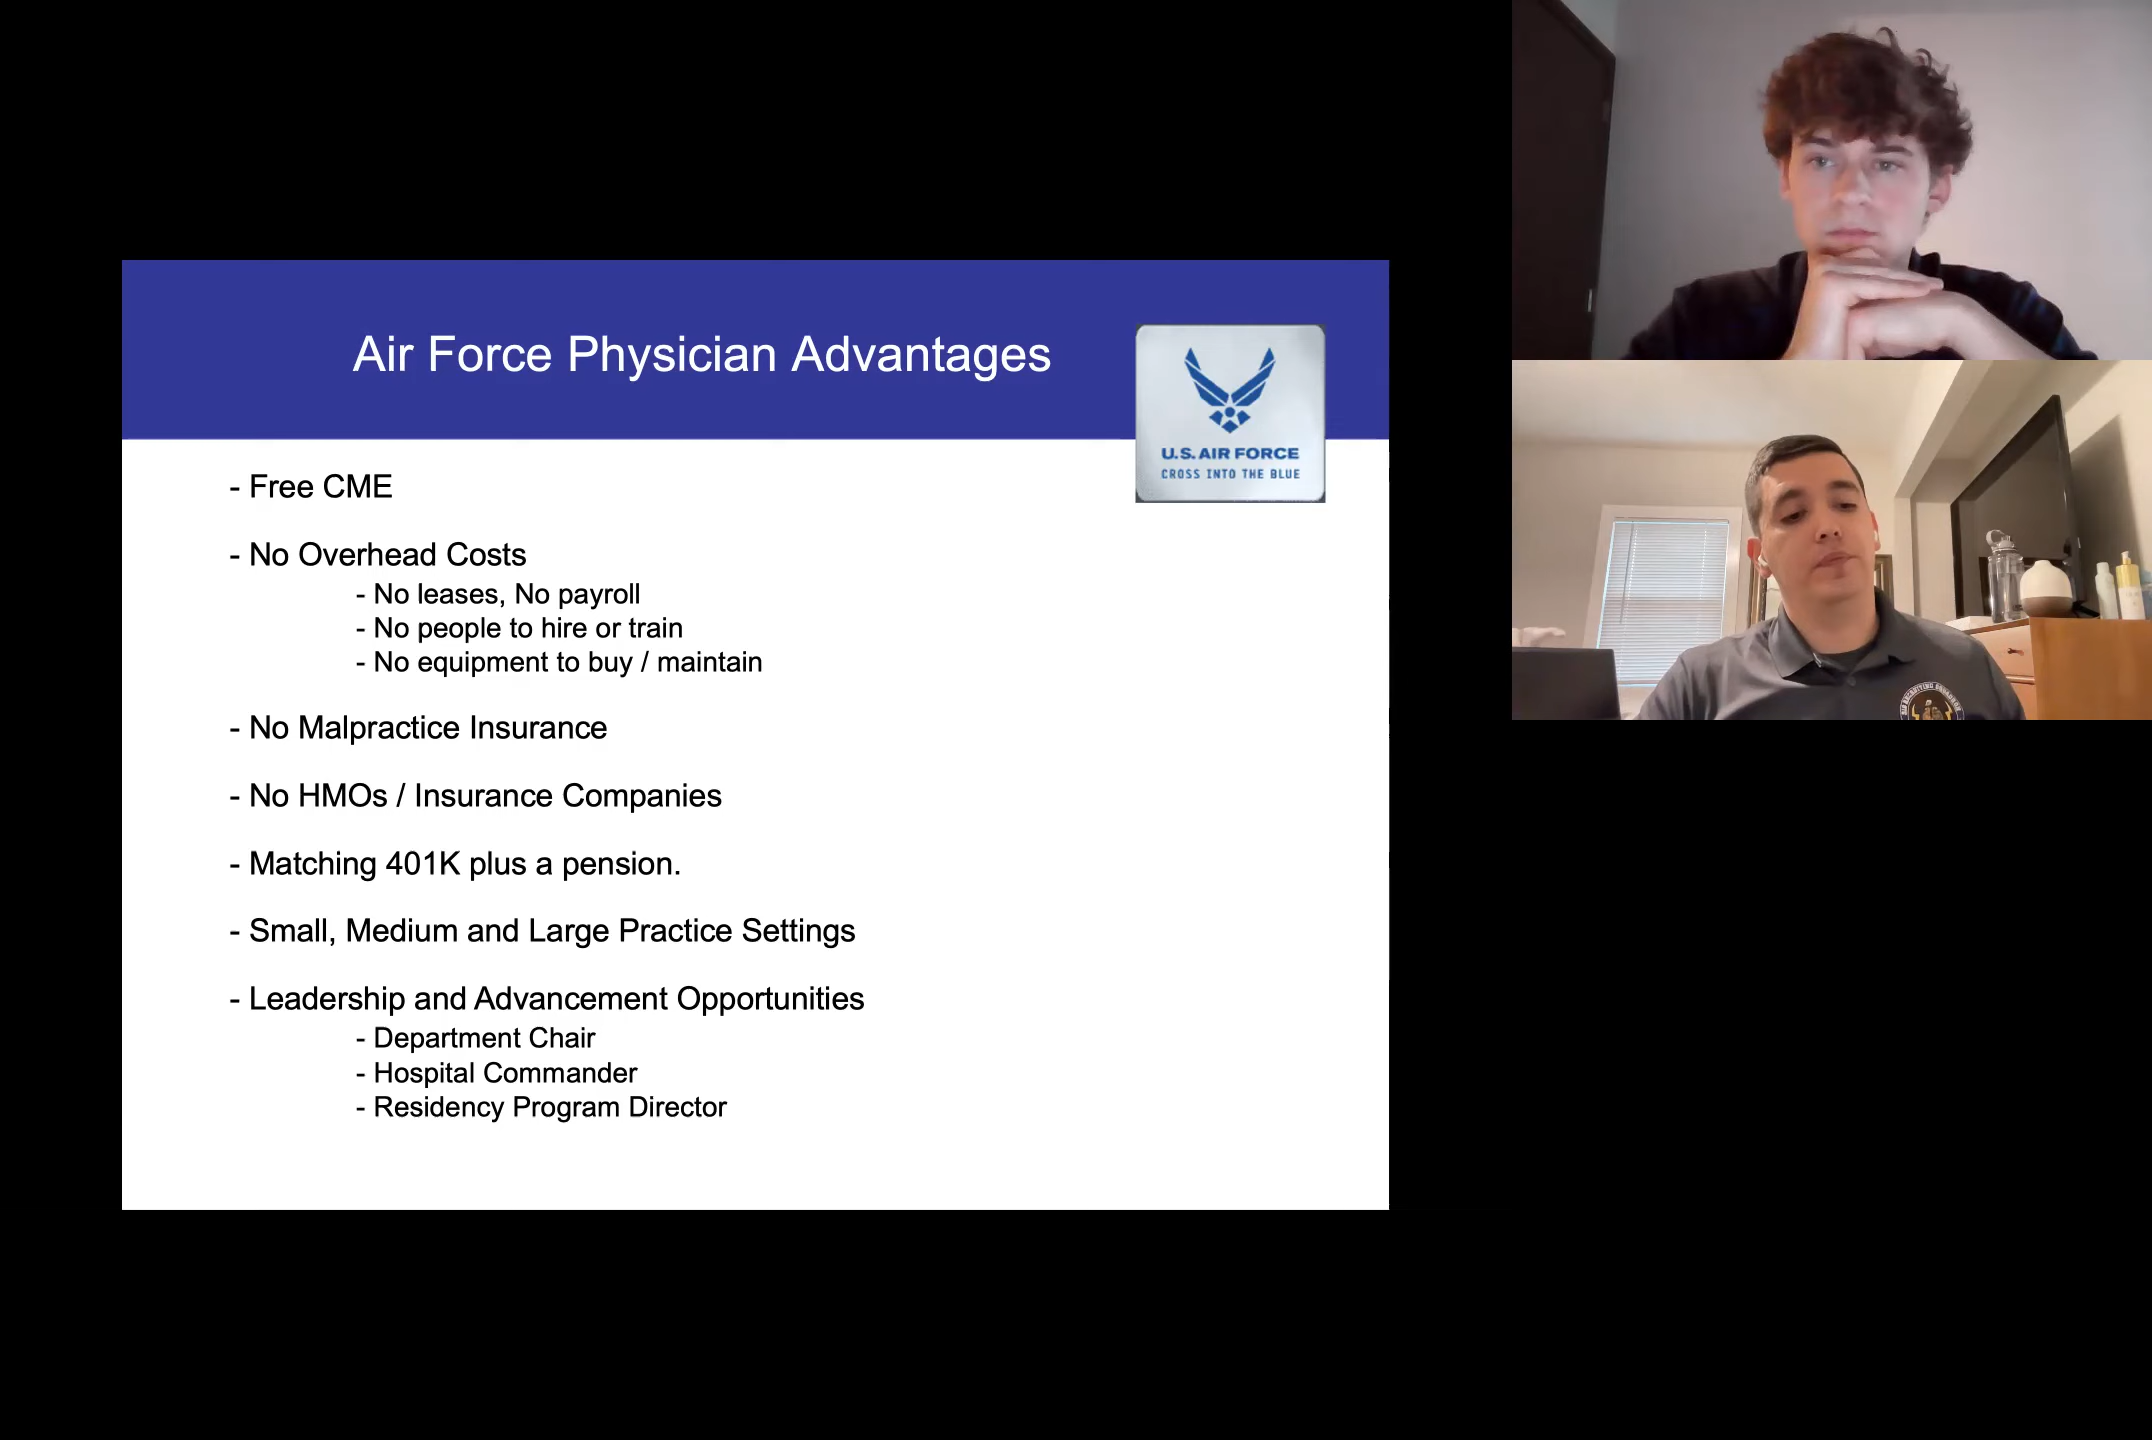 Air Force Physician Advantages
U.S. AIR FORCE
CROSS INTO THE BLUE
- Free CME
- No Overhead Costs
- No leases, No payroll
- No people to hire or train
- No equipment to buy / maintain
- No Malpractice Insurance
- No HMOs / Insurance Companies
- Matching 401K plus a pension.
- Small, Medium and Large Practice Settings
- Leadership and Advancement Opportunities
- Department Chair
- Hospital Commander
- Residency Program Director
RECRUITING SQUADRON